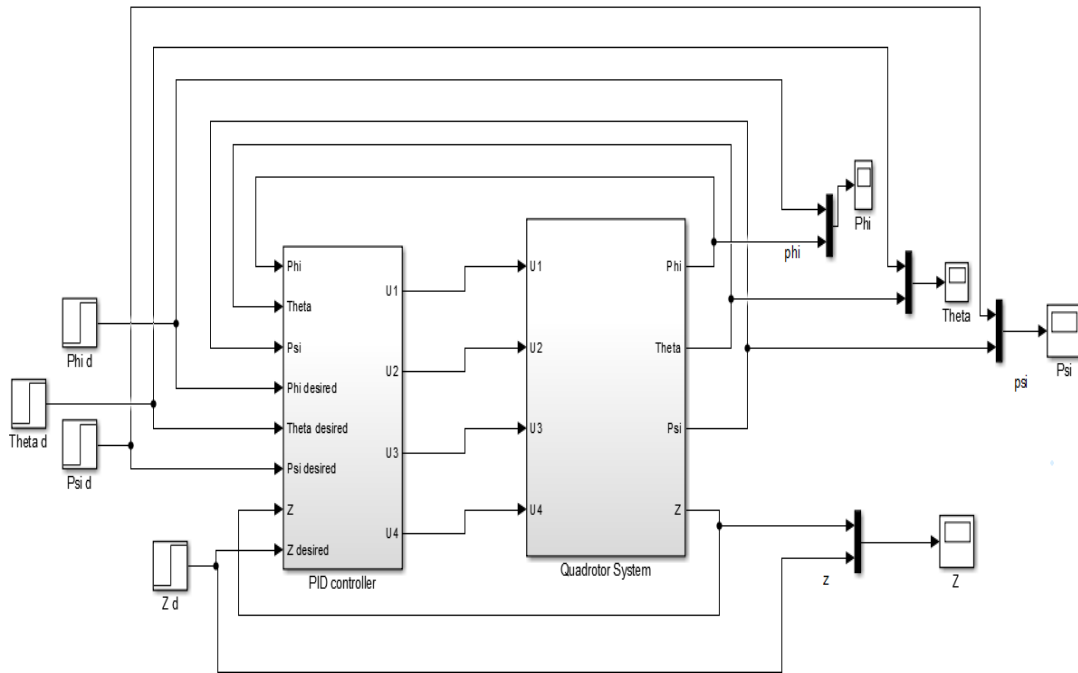 Phi
phi
Theta
psi
Psi
Phi d
Theta d
Psi d
Z d
Phi
Theta
Psi
Phi desired
Theta desired
Psi desired
Z
Z desired
U1
U2
U3
U4
PID controller
U1
U2
U3
U4
Phi
Theta
Psi
Z
Quadrotor System
z
Z